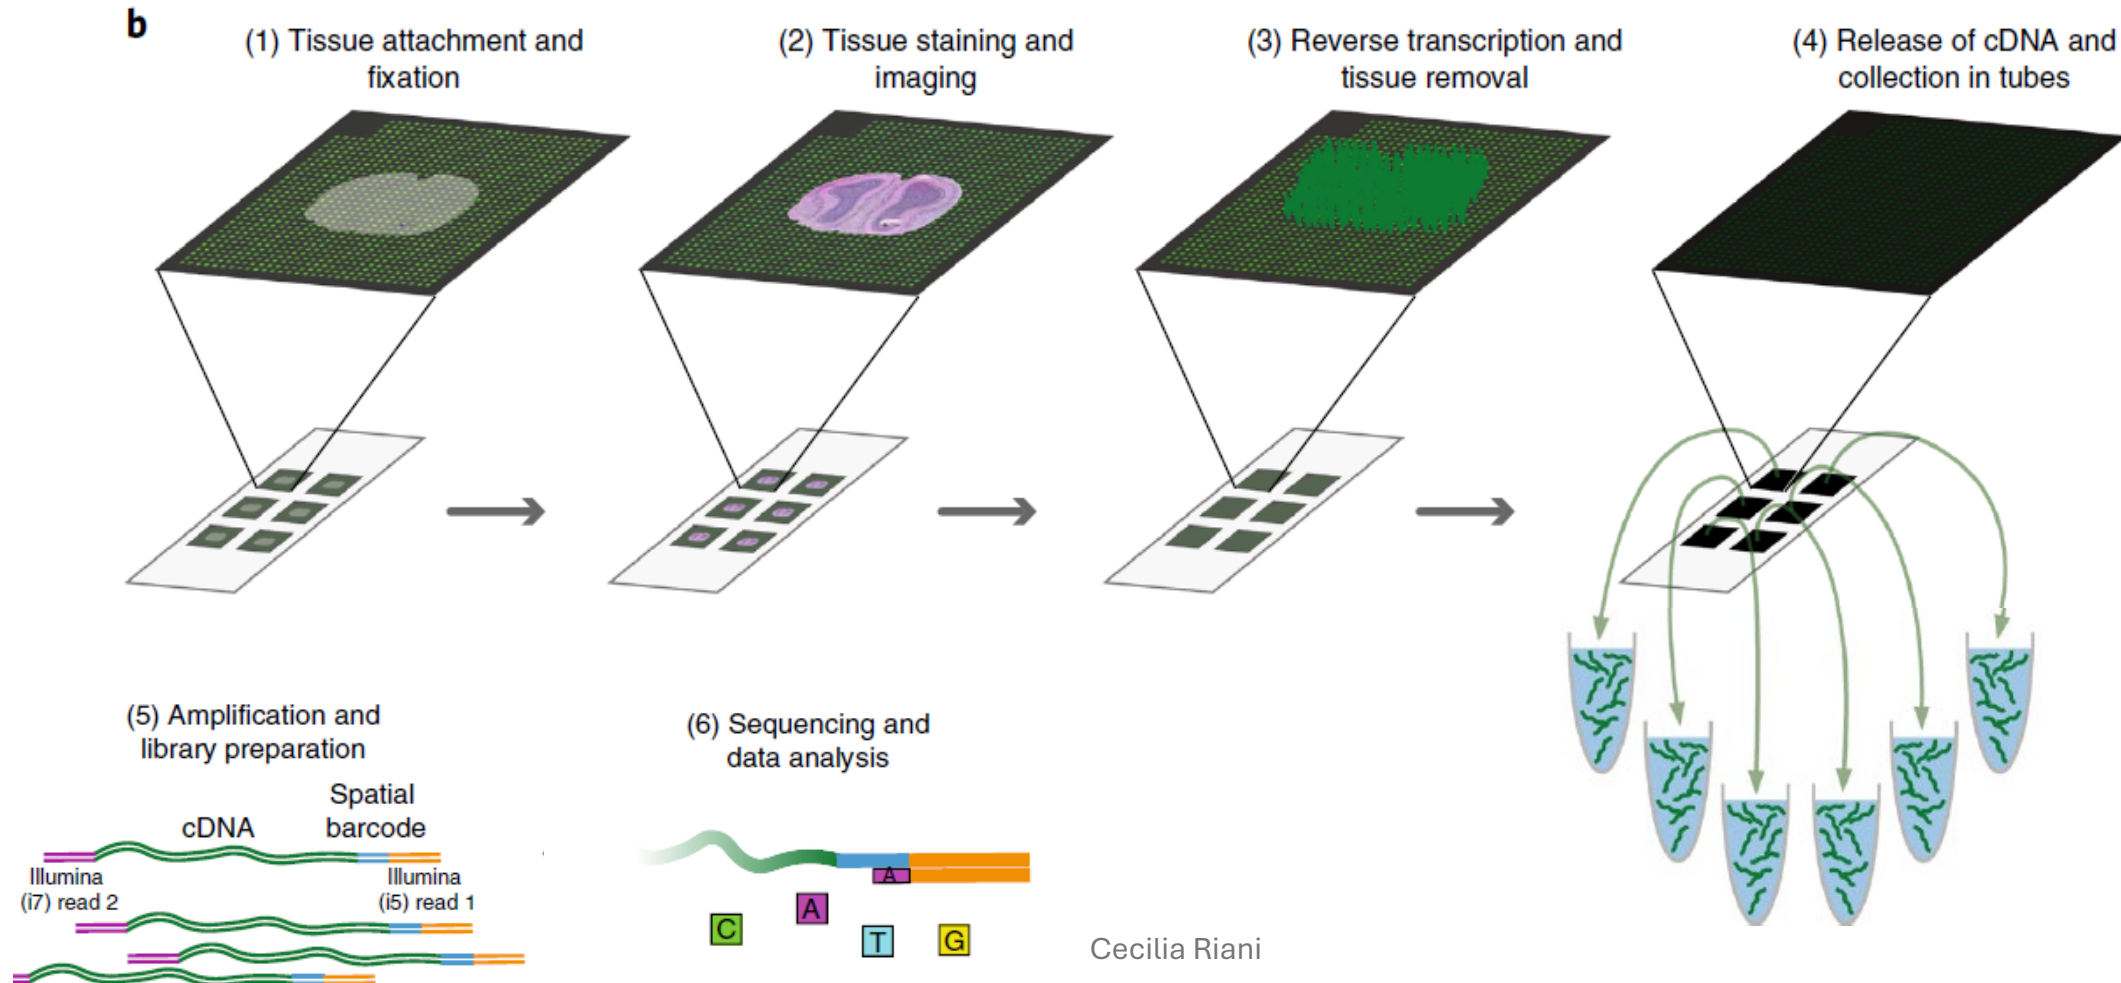 b
(1) Tissue attachment and
fixation
(2) Tissue staining and
imaging
(3) Reverse transcription and
tissue removal
(4) Release of cDNA and
collection in tubes
(5) Amplification and
library preparation
cDNA
Spatial
barcode
Illumina
(i7) read 2
Illumina
(i5) read 1
(6) Sequencing and
data analysis
A
C
A
T
G
Cecilia Riani